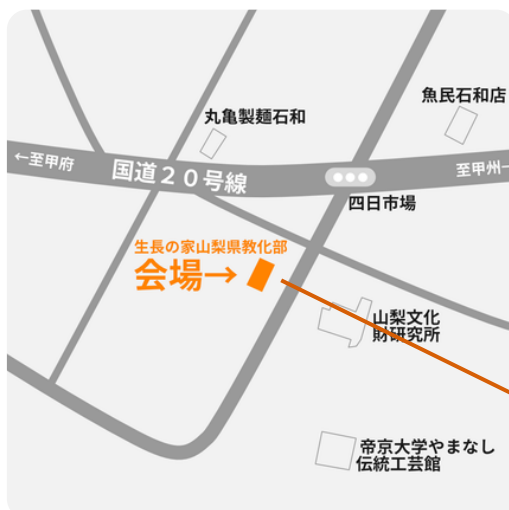 魚民石和店
丸亀製麺石和
←至甲府
国道２０号線
至甲州→
四日市場
生長の家山梨県教化部
会場→
山梨文化
財研究所
帝京大学やまなし
伝統工芸館